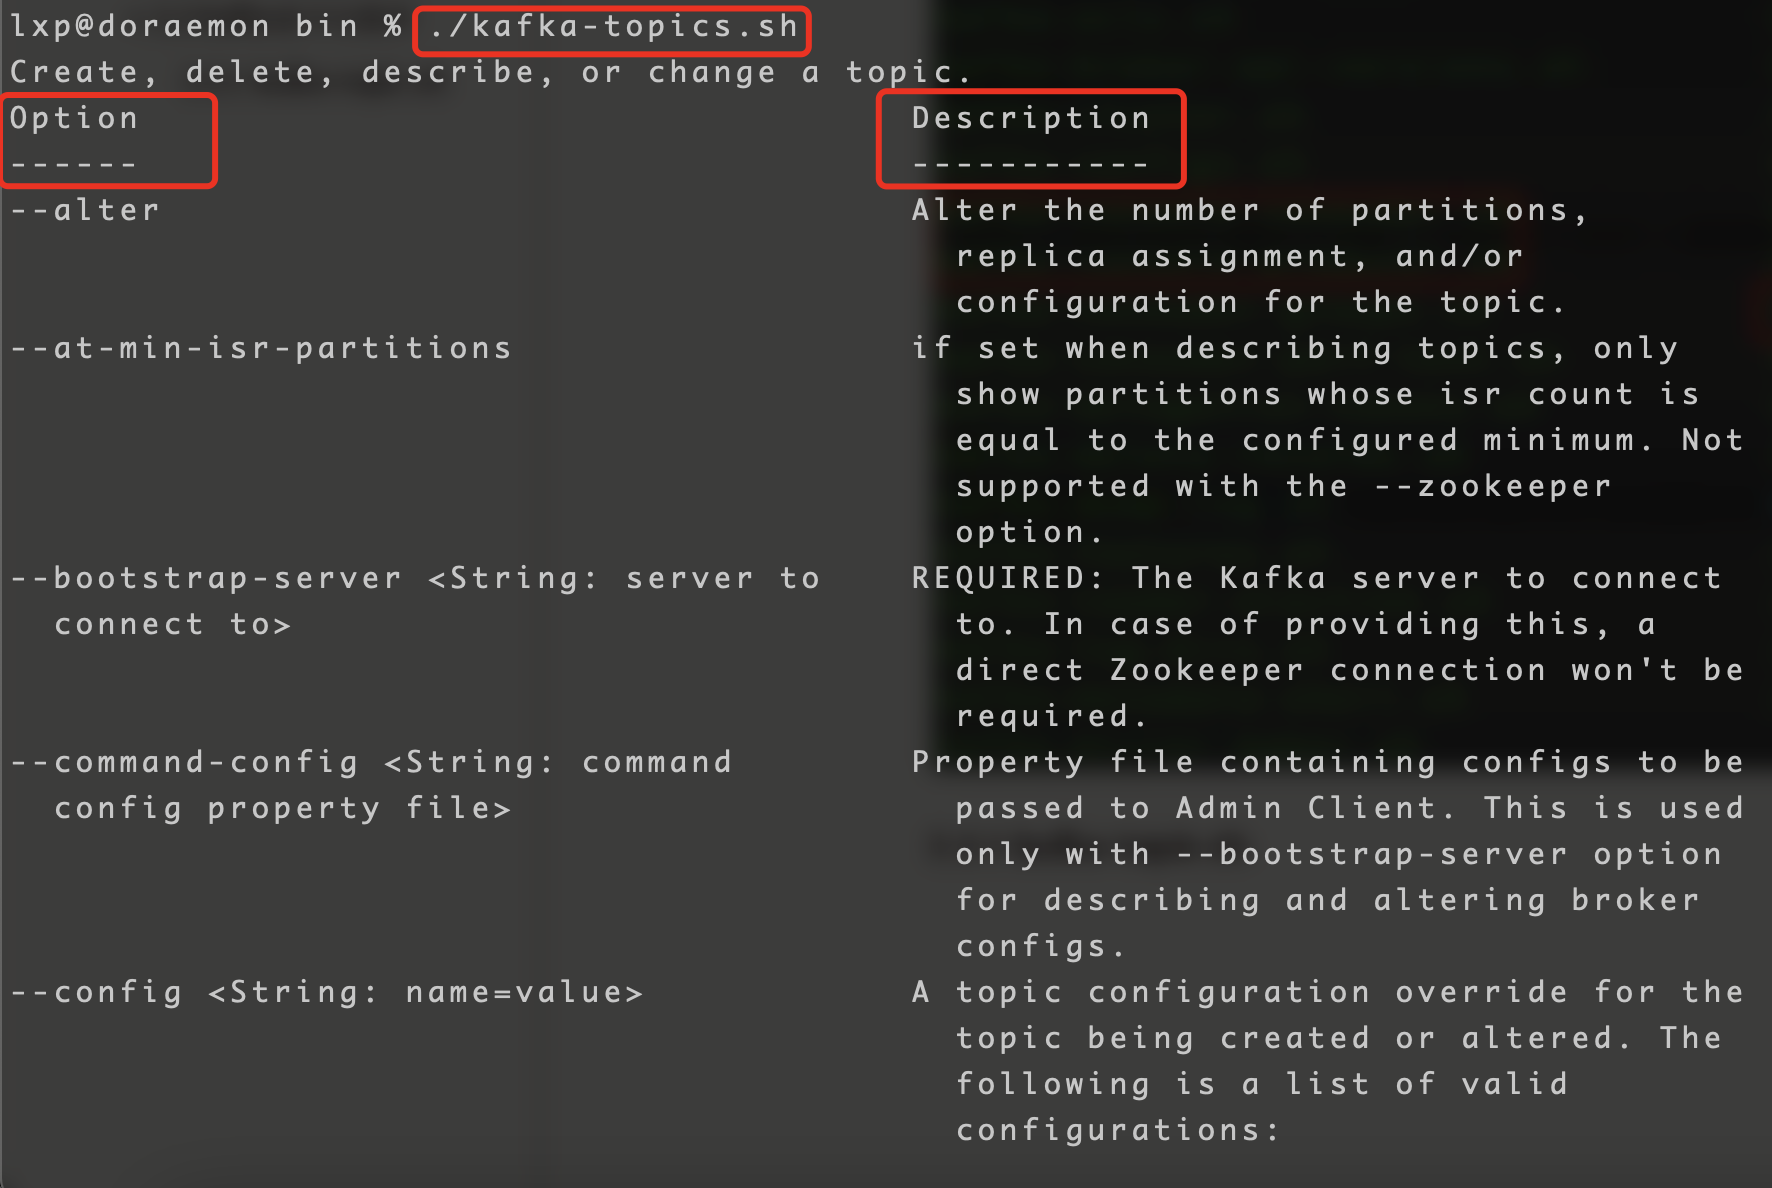 lxp@doraemon bin % ./kafka-topics.sh
Create, delete, describe, or change a topic.
Option                                   Description
------                                   -----------
--alter                                  Alter the number of partitions,
                                           replica assignment, and/or
                                           configuration for the topic.
--at-min-isr-partitions                  if set when describing topics, only
                                           show partitions whose isr count is
                                           equal to the configured minimum. Not
                                           supported with the --zookeeper
                                           option.
--bootstrap-server <String: server to    REQUIRED: The Kafka server to connect
  connect to>                              to. In case of providing this, a
                                           direct Zookeeper connection won't be
                                           required.
--command-config <String: command        Property file containing configs to be
  config property file>                    passed to Admin Client. This is used
                                           only with --bootstrap-server option
                                           for describing and altering broker
                                           configs.
--config <String: name=value>            A topic configuration override for the
                                           topic being created or altered. The
                                           following is a list of valid
                                           configurations: